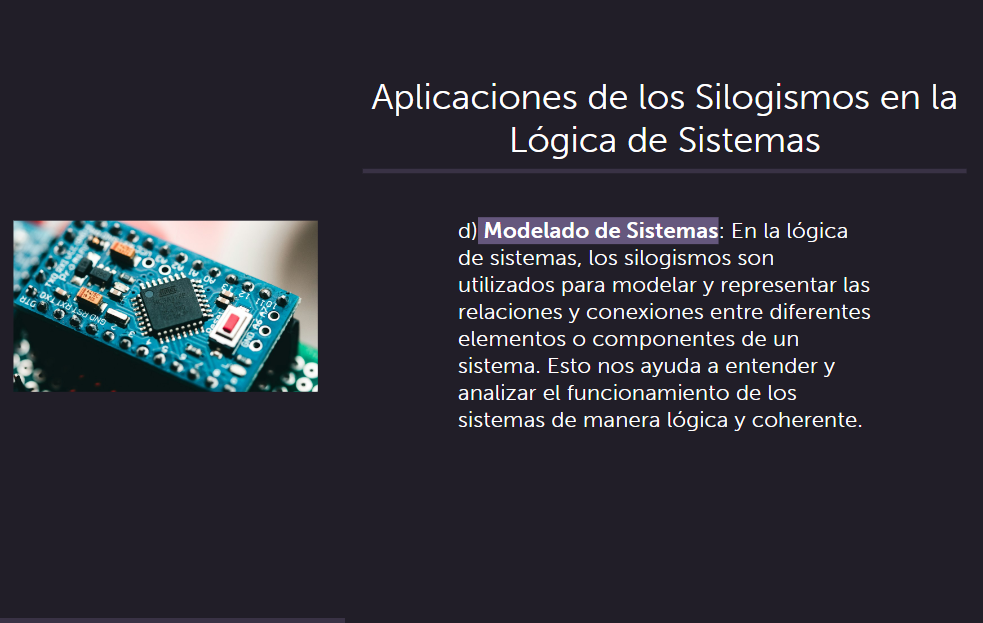 Aplicaciones de los Silogismos en la
Lógica de Sistemas
d) Modelado de Sistemas: En la lógica
de sistemas, los silogismos son
utilizados para modelar y representar las
relaciones y conexiones entre diferentes
elementos o componentes de un
sistema. Esto nos ayuda a entender y
analizar el funcionamiento de los
sistemas de manera lógica y coherente.